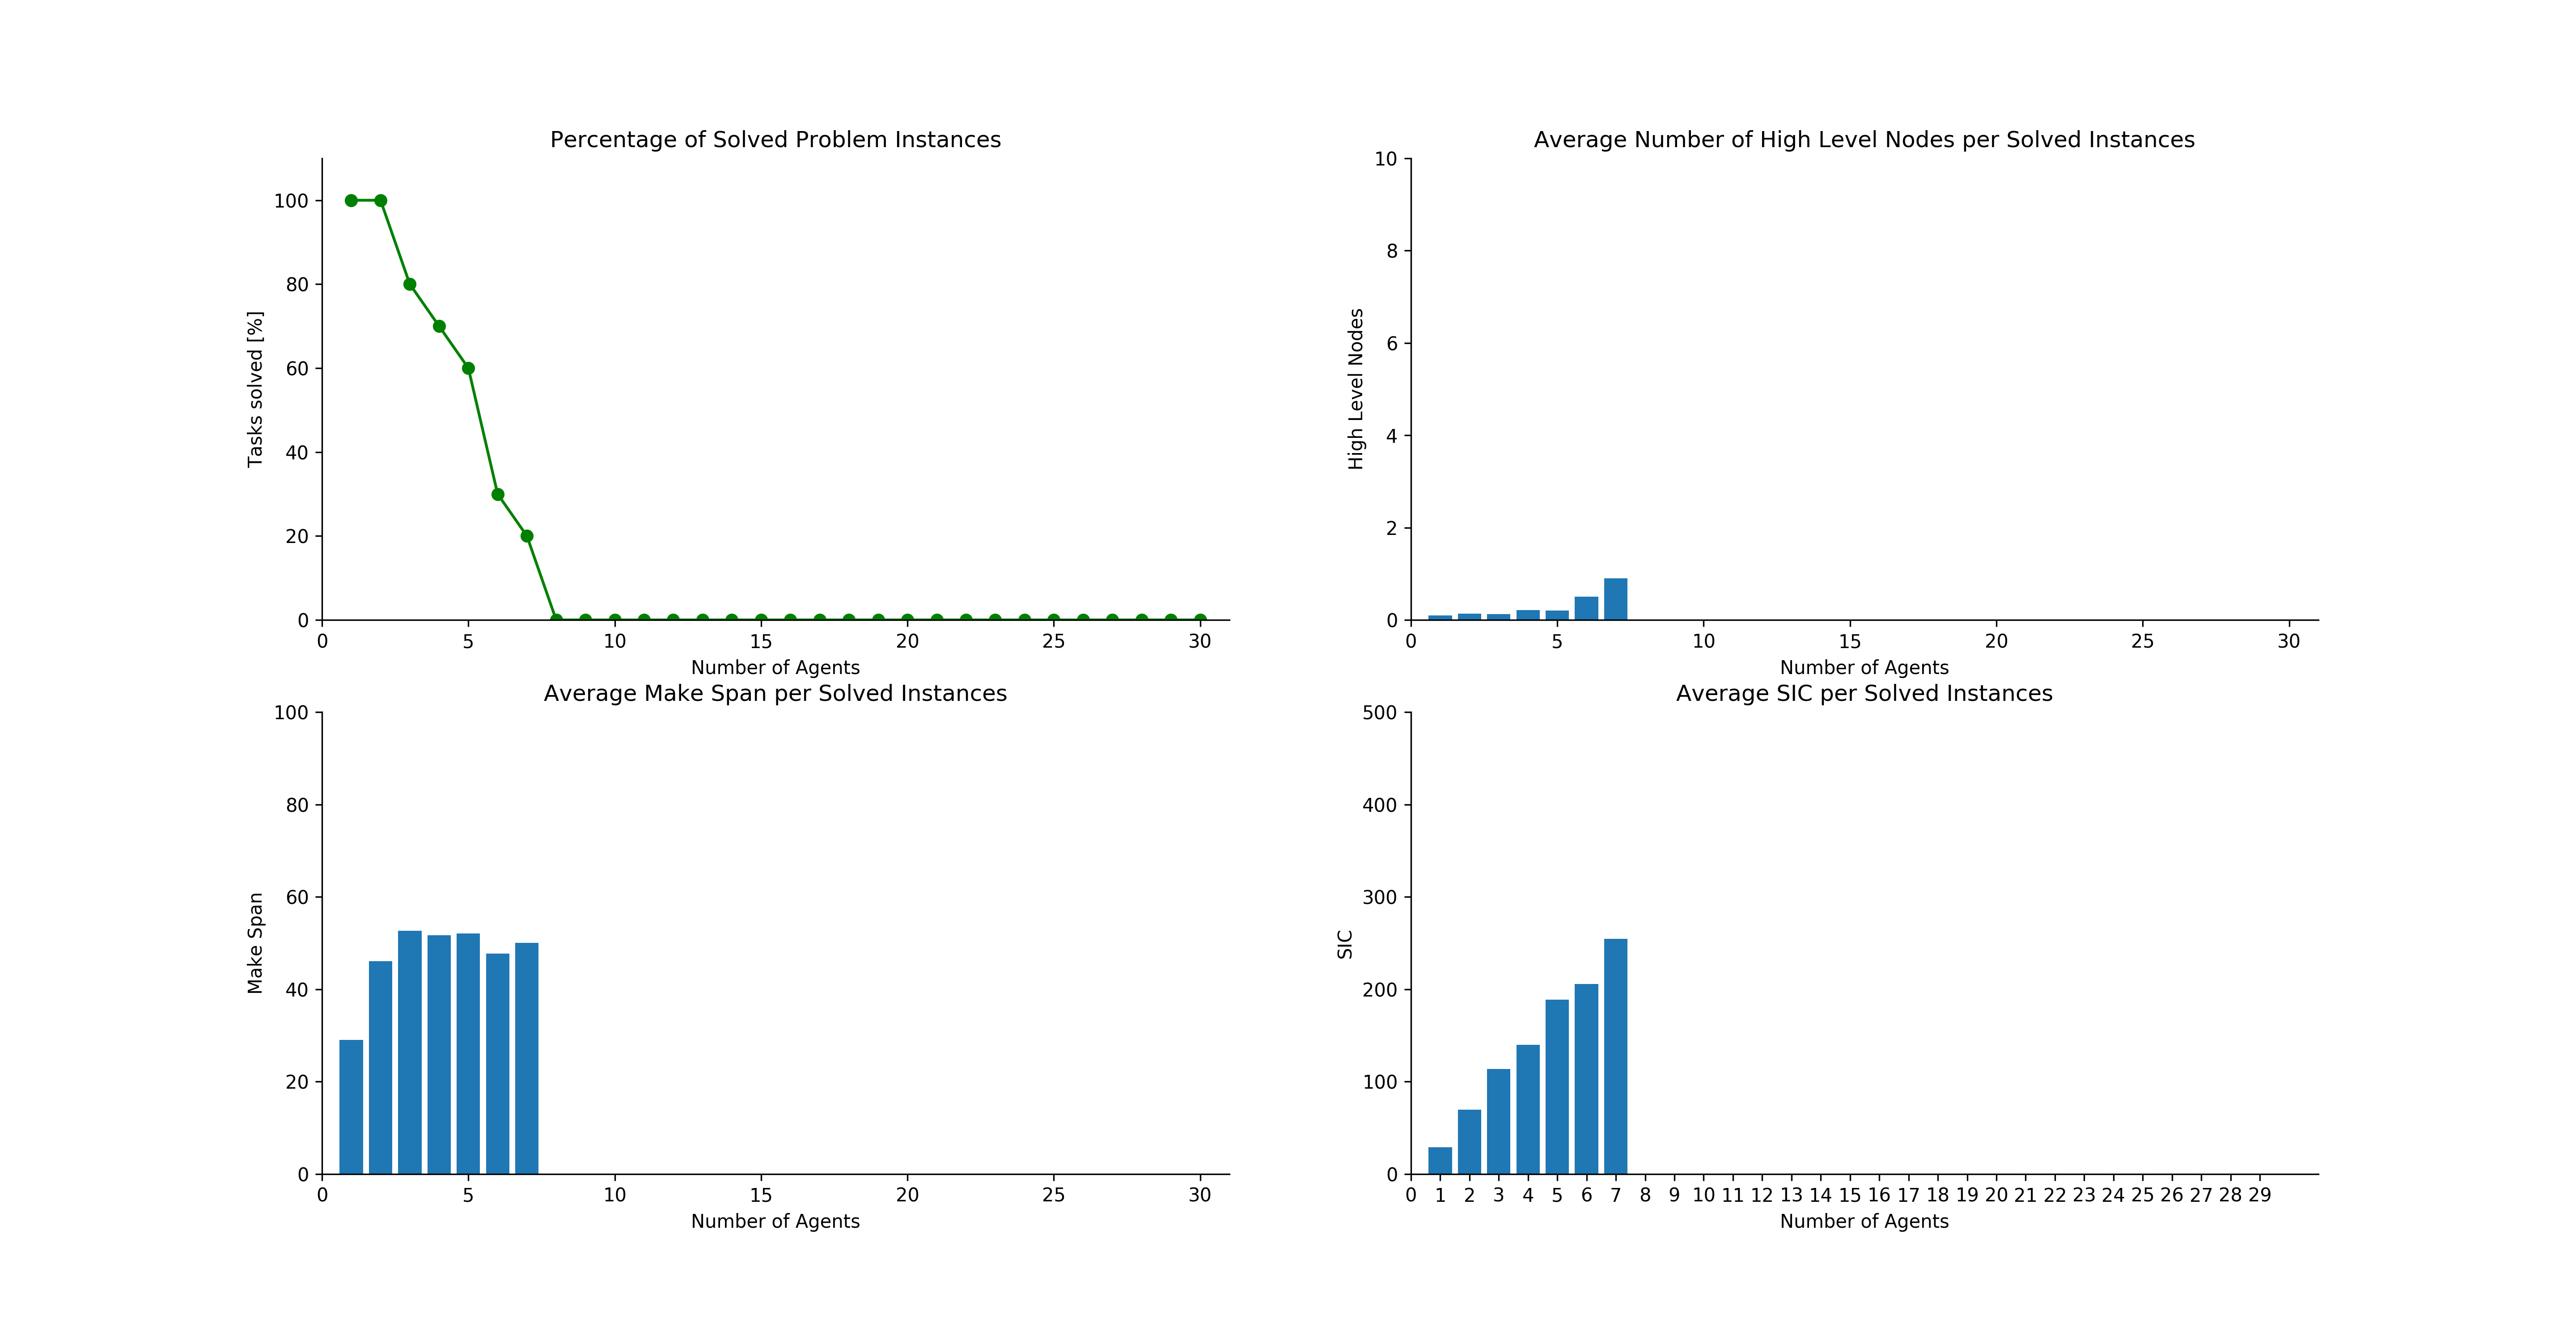 Percentage of Solved Problem Instances
100
80
60
40
20
0
Tasks solved [%]
0 5 10 15 20 25 30
Number of Agents
Average Number of High Level Nodes per Solved Instances
10
8
6
4
2
0
High Level Nodes
0 5 10 15 20 25 30
Number of Agents
Average Make Span per Solved Instances
100
80
60
40
20
0
Make Span
0 5 10 15 20 25 30
Number of Agents
Average SIC per Solved Instances
500
400
300
200
100
0
SIC
0 1 2 3 4 5 6 7 8 9 10 11 12 13 14 15 16 17 18 19 20 21 22 23 24 25 26 27 28 29
Number of Agents